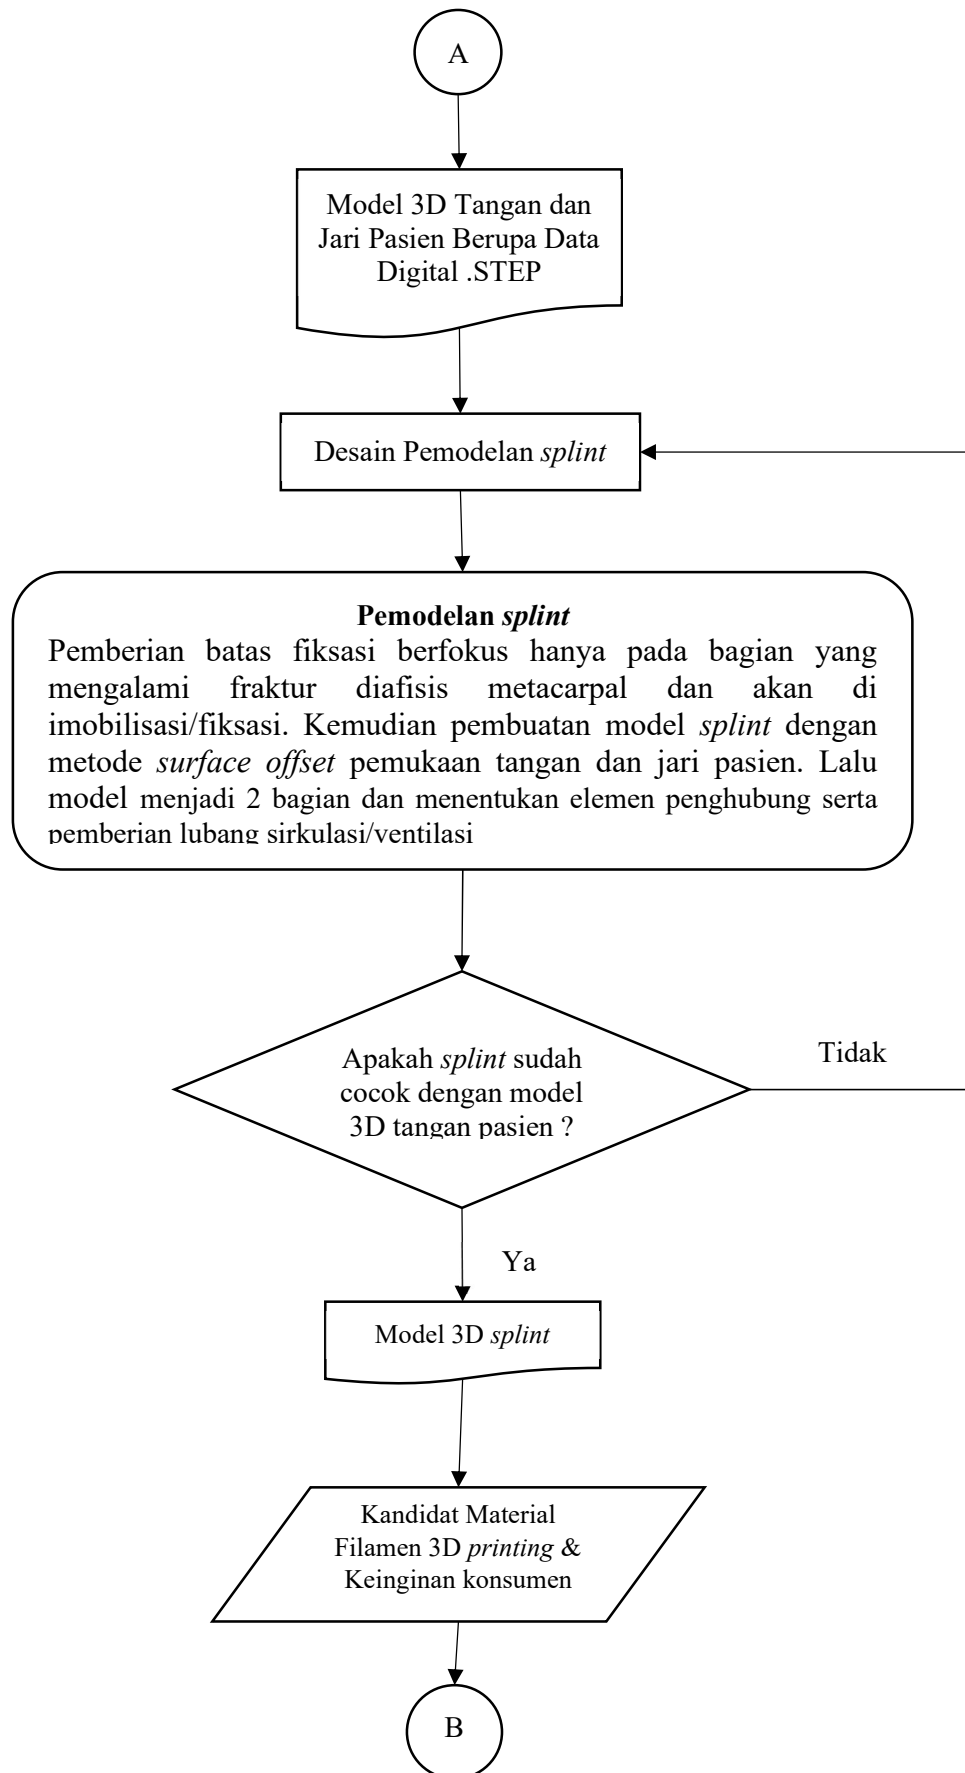 A
Model 3D Tangan dan
Jari Pasien Berupa Data
Digital .STEP
Desain Pemodelan splint
Pemodelan splint
Pemberian batas fiksasi berfokus hanya pada bagian yang
mengalami fraktur diafisis metacarpal dan akan di
imobilisasi/fiksasi. Kemudian pembuatan model splint dengan
metode surface offset pemukaan tangan dan jari pasien. Lalu
model menjadi 2 bagian dan menentukan elemen penghubung serta
pemberian lubang sirkulasi/ventilasi
Apakah splint sudah
cocok dengan model
3D tangan pasien ?
Tidak
Ya
Model 3D splint
Kandidat Material
Filamen 3D printing &
Keinginan konsumen
B